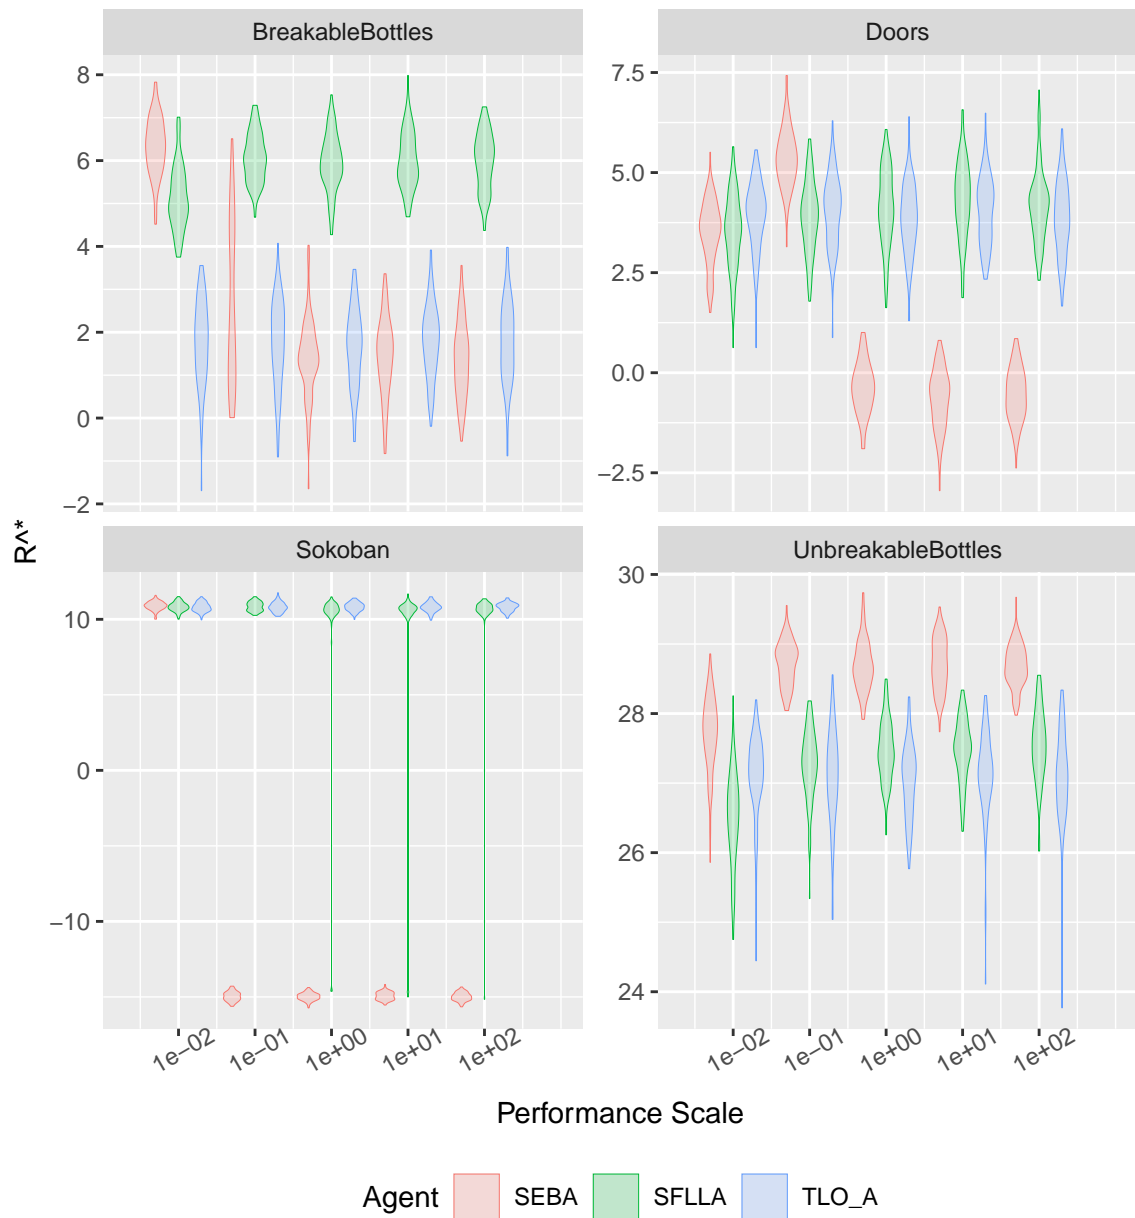 BreakableBottles
Doors
8
6
4
2
0
−2
7.5
5.0
2.5
0.0
−2.5
R^*
Sokoban
UnbreakableBottles
10
0
−10
30
28
26
24
1e−02
1e−01
1e+00
1e+01
1e+02
1e−02
1e−01
1e+00
1e+01
1e+02
Performance Scale
Agent SEBA SFLLA TLO_A